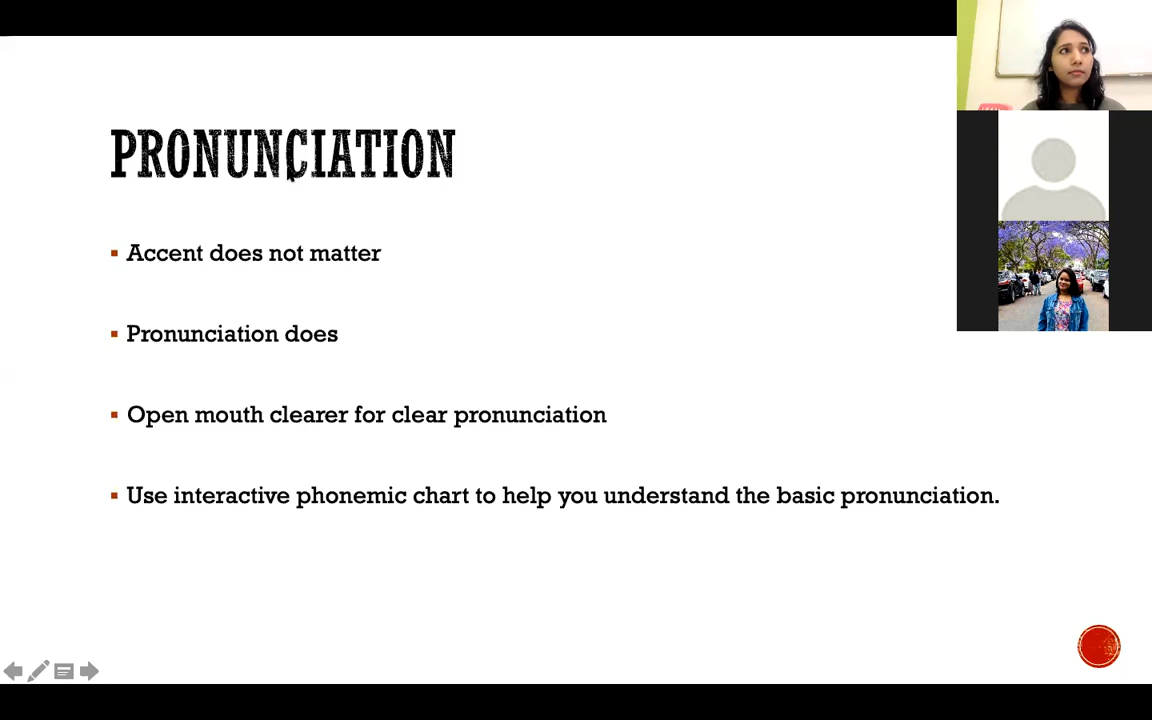 PRONUNCIATION
Accent does not matter
Pronunciation does
Open mouth clearer for clear pronunciation
Use interactive phonemic chart to help you understand the basic pronunciation.